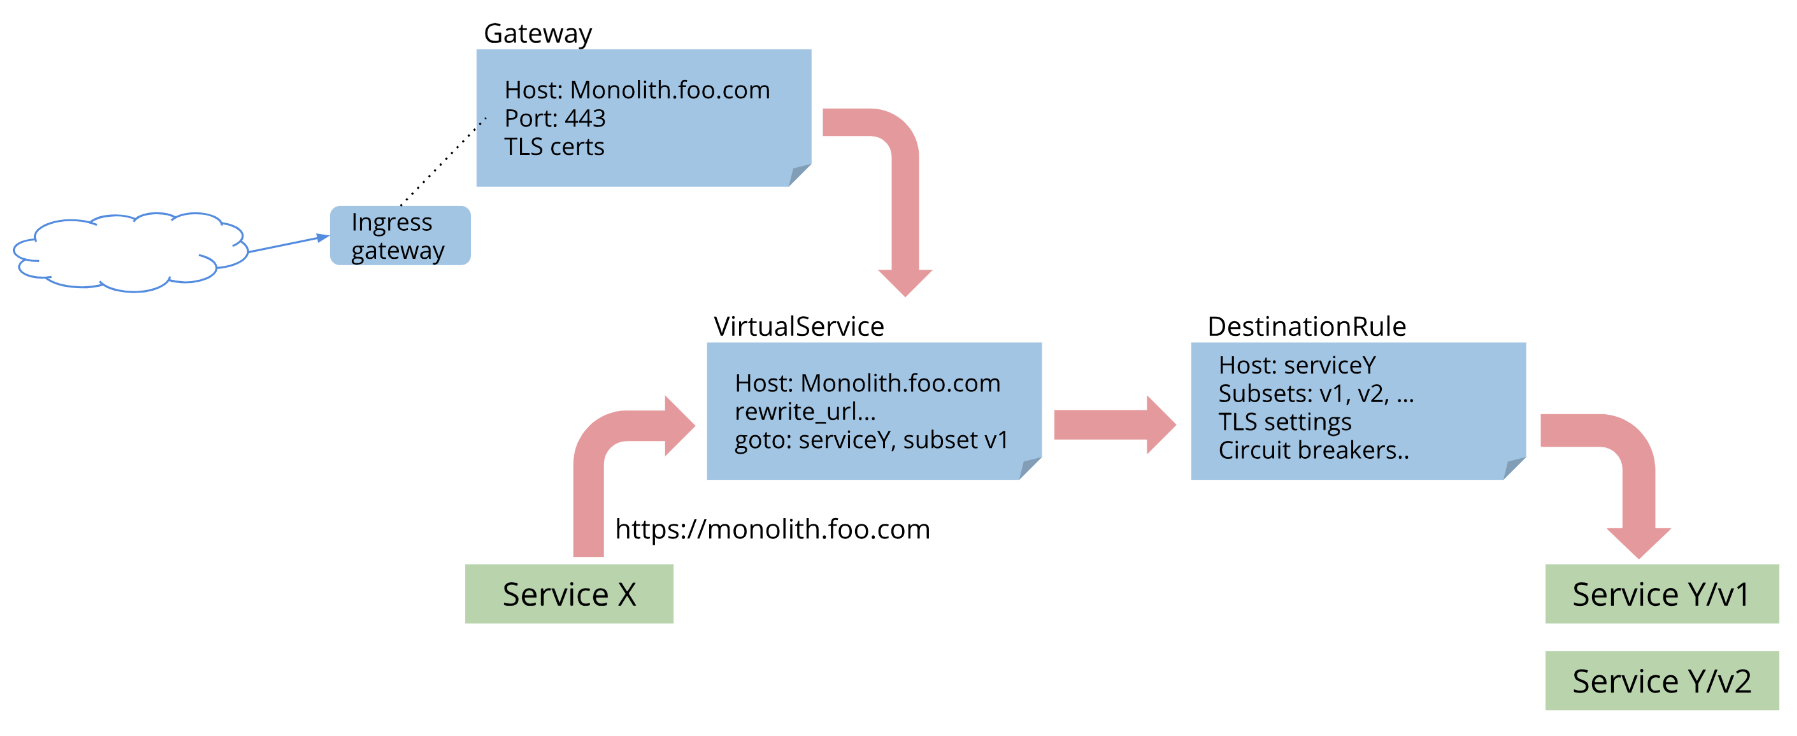 Gateway
Host: Monolith.foo.com
Port: 443
TLS certs
Ingress
gateway
VirtualService
Host: Monolith.foo.com
rewrite_url...
goto: serviceY, subset v1
DestinationRule
Host: serviceY
Subsets: v1, v2, ...
TLS settings
Circuit breakers..
https://monolith.foo.com
Service X
Service Y/v1
Service Y/v2